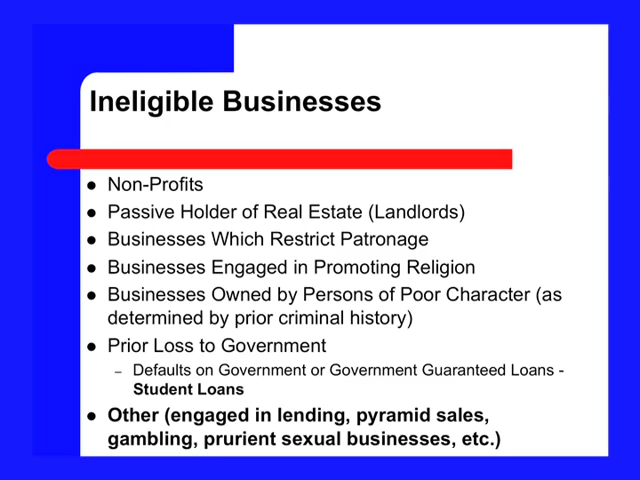 Ineligible Businesses
● Non-Profits
● Passive Holder of Real Estate (Landlords)
● Businesses Which Restrict Patronage
● Businesses Engaged in Promoting Religion
● Businesses Owned by Persons of Poor Character (as
determined by prior criminal history)
● Prior Loss to Government
– Defaults on Government or Government Guaranteed Loans -
Student Loans
● Other (engaged in lending, pyramid sales,
gambling, prurient sexual businesses, etc.)